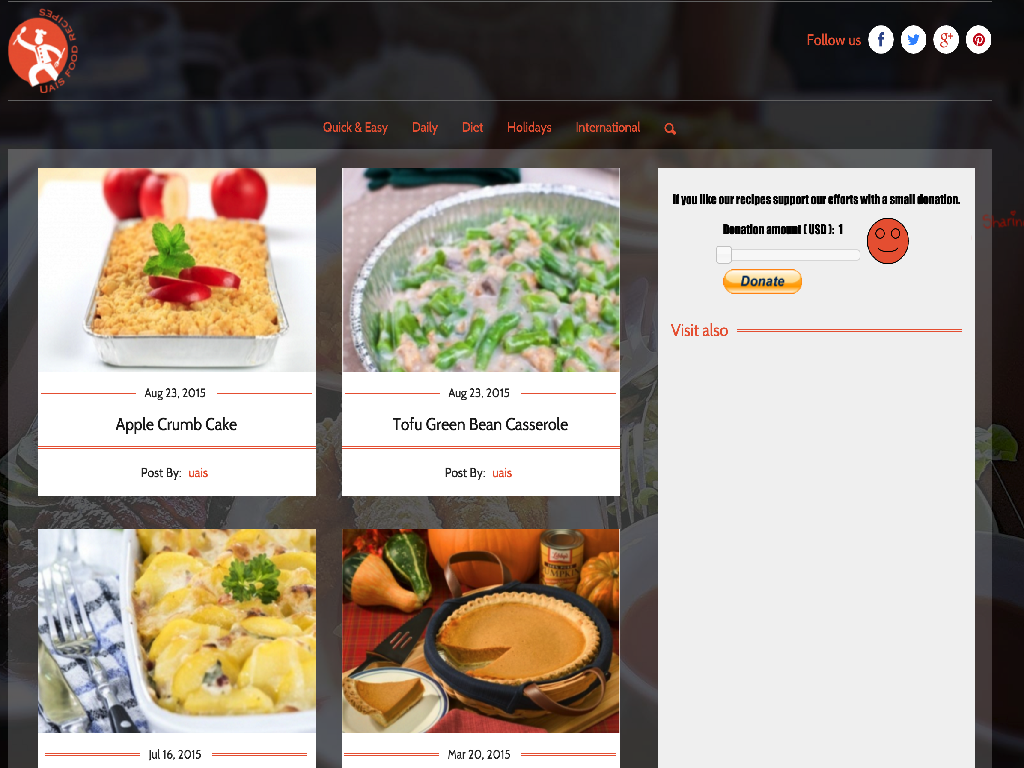 UAIS FOOD RECIPES
Follow us
Quick & Easy Daily Diet Holidays International
If you like our recipes support our efforts with a small donation.
Donation amount ( USD ): 1
Donate
Visit also
Sharin
Aug 23, 2015
Apple Crumb Cake
Post By: uais
Aug 23, 2015
Tofu Green Bean Casserole
Post By: uais
Libby's
PUMPKIN
Jul 16, 2015
Mar 20, 2015